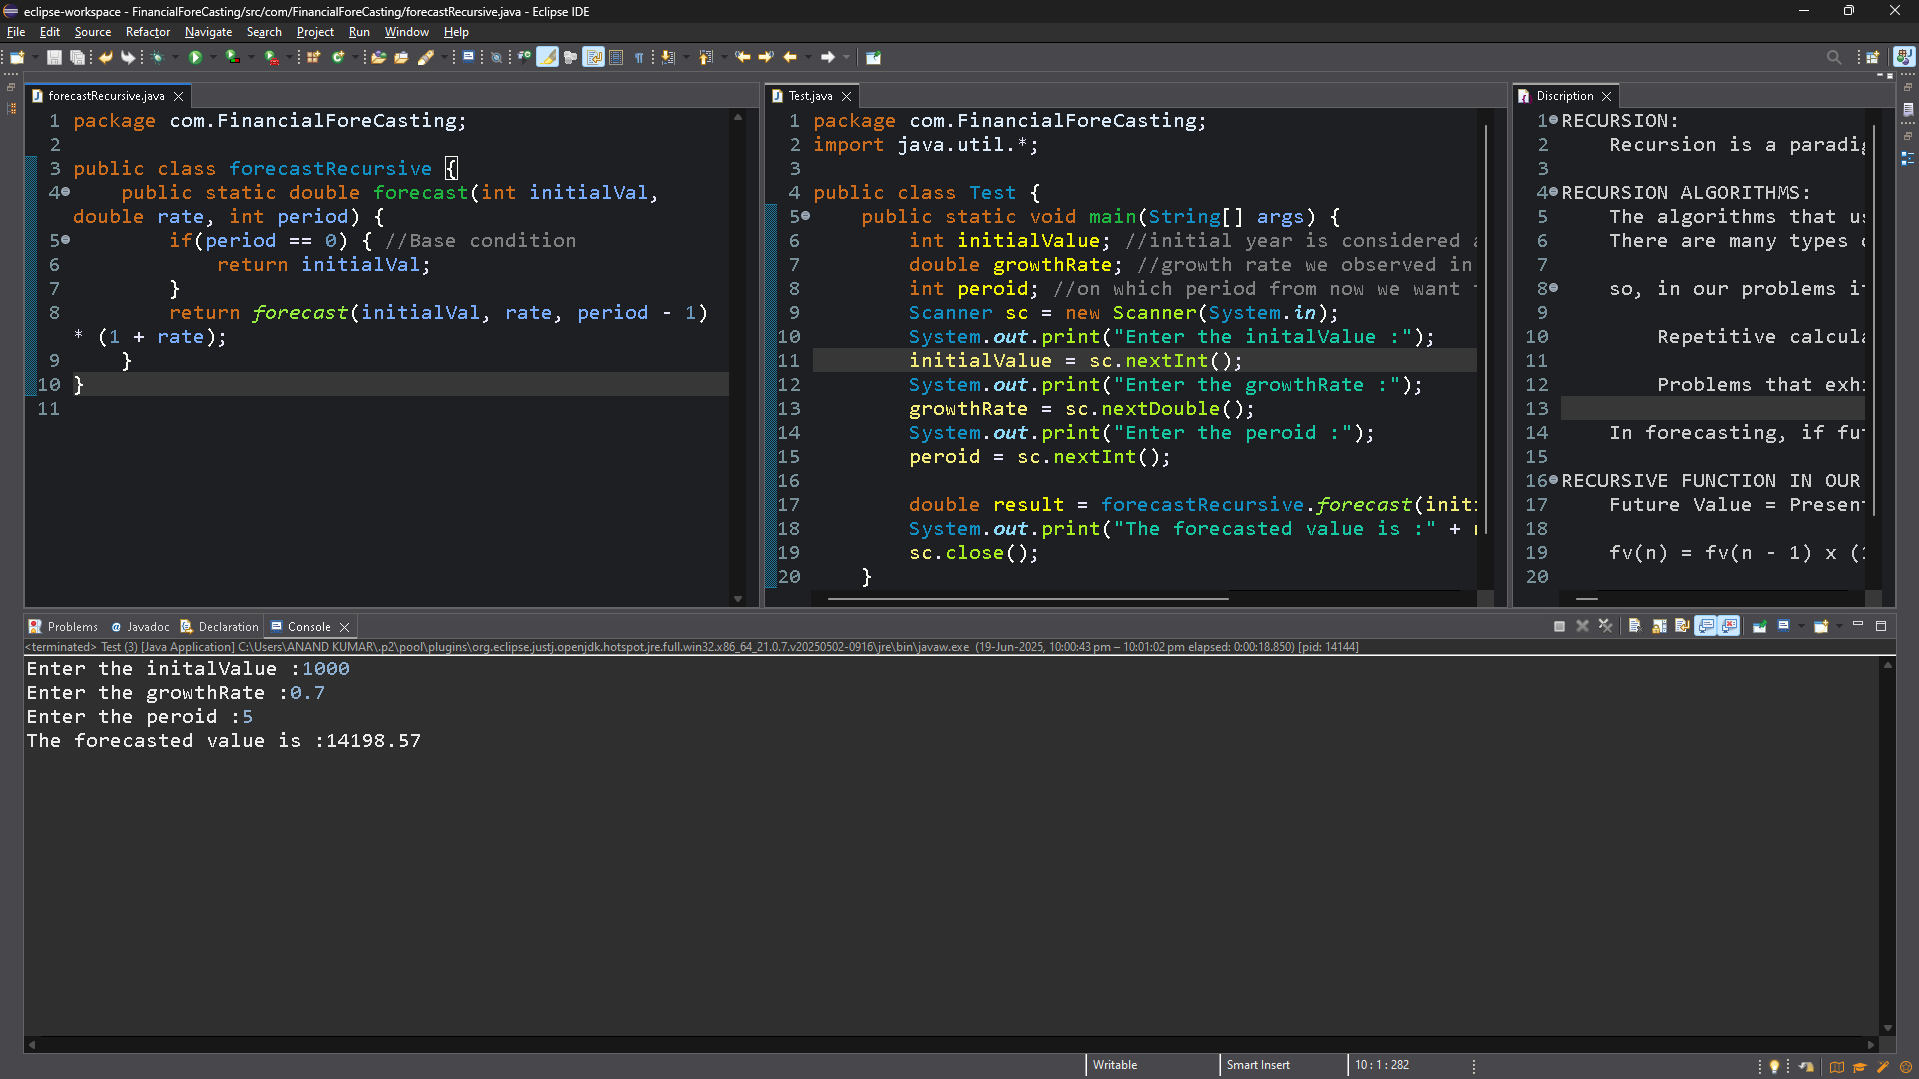 eclipse-workspace - FinancialForeCasting/src/com/FinancialForeCasting/forecastRecursive.java - Eclipse IDE
File Edit Source Refactor Navigate Search Project Run Window Help
forecastRecursive.java
1 package com.FinancialForeCasting;
2
3 public class forecastRecursive {
4 public static double forecast(int initialVal,
double rate, int period) {
5 if(period == 0) { //Base condition
6 return initialVal;
7 }
8 return forecast(initialVal, rate, period - 1)
* (1 + rate);
9 }
10 }
11
Test.java
1 package com.FinancialForeCasting;
2 import java.util.*;
3
4 public class Test {
5 public static void main(String[] args) {
6 int initialValue; //initial year is considered
7 double growthRate; //growth rate we observed in
8 int peroid; //on which period from now we want
9 Scanner sc = new Scanner(System.in);
10 System.out.print("Enter the initalValue :");
11 initialValue = sc.nextInt();
12 System.out.print("Enter the growthRate :");
13 growthRate = sc.nextDouble();
14 System.out.print("Enter the peroid :");
15 peroid = sc.nextInt();
16
17 double result = forecastRecursive.forecast(init
18 System.out.print("The forecasted value is :" +
19 sc.close();
20 }
Discription
1 RECURSION:
2 Recursion is a paradi
3
4 RECURSION ALGORITHMS:
5 The algorithms that u
6 There are many types
7
8 so, in our problems i
9
10 Repetitive calcul
11
12 Problems that exh
13
14 In forecasting, if fu
15
16 RECURSIVE FUNCTION IN OUR
17 Future Value = Presen
18
19 fv(n) = fv(n - 1) x (
20
Problems Javadoc Declaration Console
<terminated> Test (3) [Java Application] C:\Users\ANAND KUMAR\.p2\pool\plugins\org.eclipse.justj.openjdk.hotspot.jre.full.win32.x86_64_21.0.7.v20250502-0916\jre\bin\javaw.exe (19-Jun-2025, 10:00:43 pm – 10:01:02 pm elapsed: 0:00:18.850) [pid: 14144]
Enter the initalValue :1000
Enter the growthRate :0.7
Enter the peroid :5
The forecasted value is :14198.57
Writable Smart Insert 10 : 1 : 282